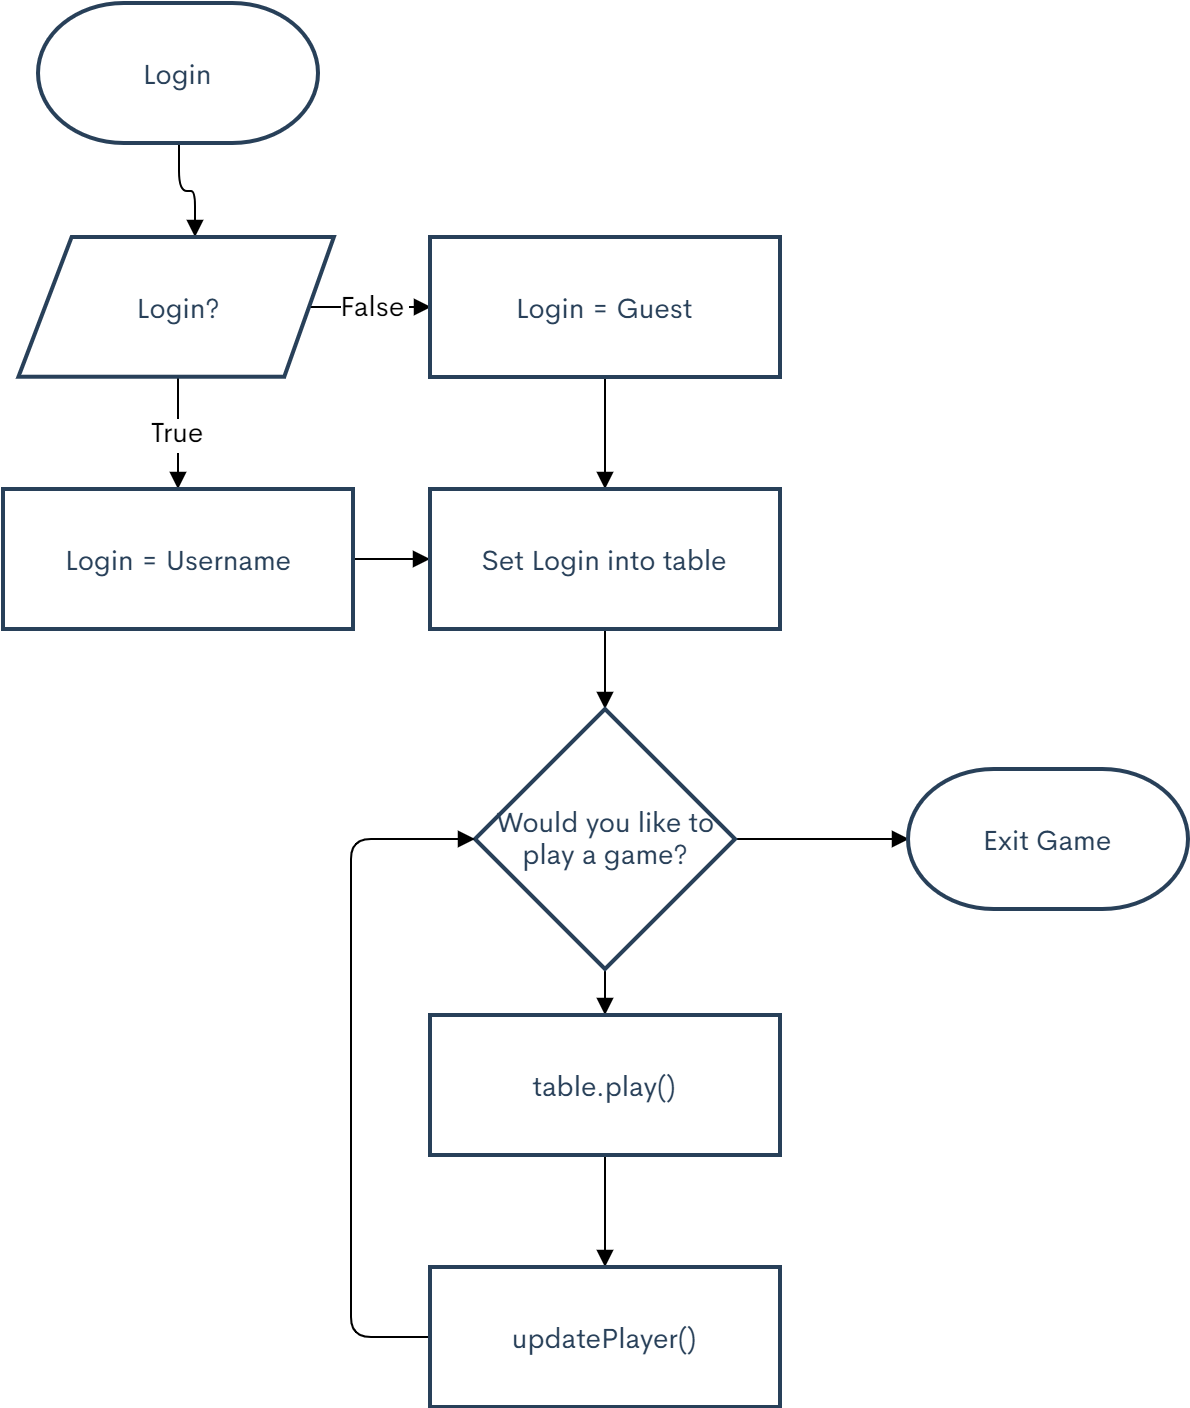 Login
Login?
False
Login = Guest
True
Login = Username
Set Login into table
Would you like to
play a game?
Exit Game
table.play()
updatePlayer()